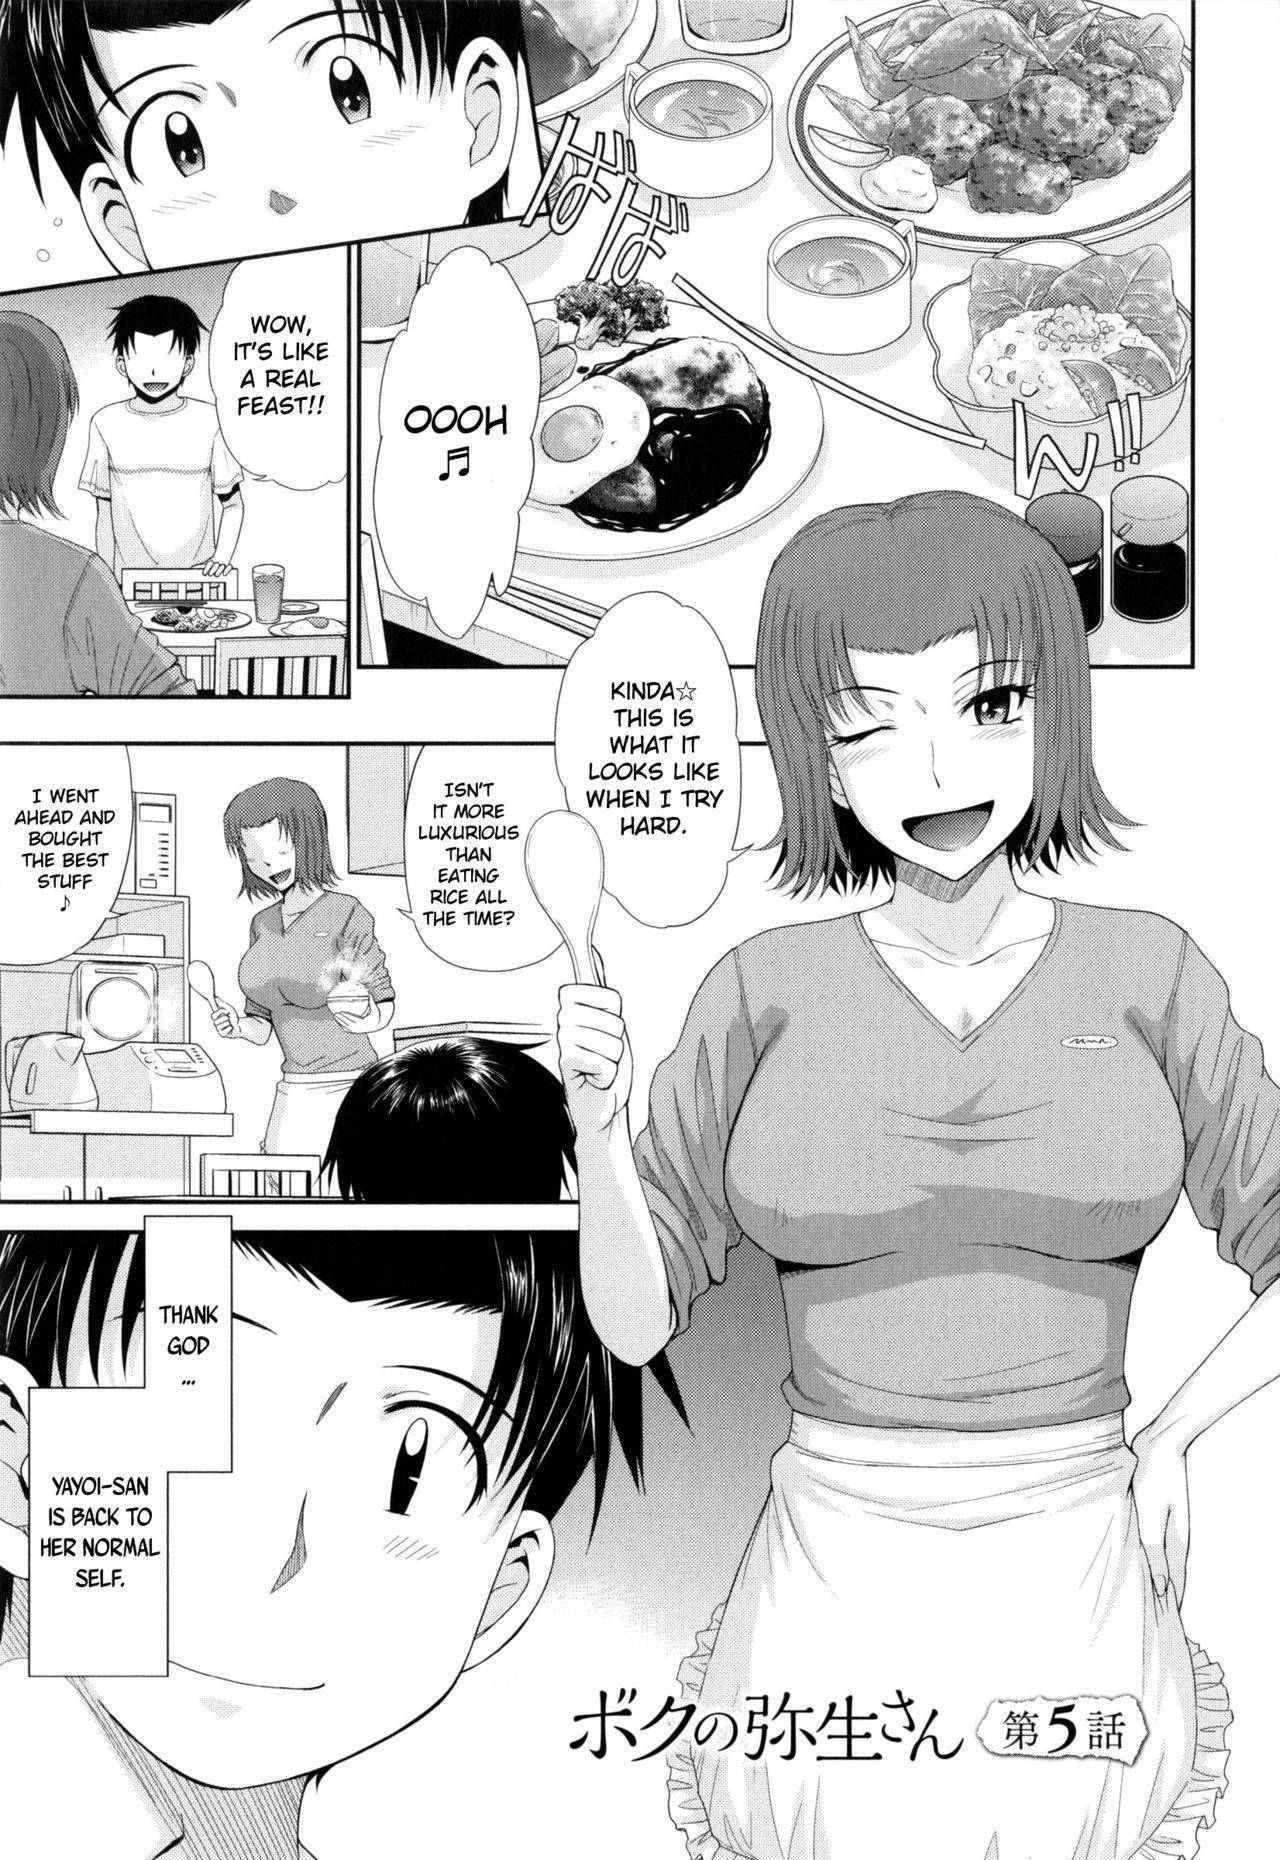 ばばーん!!
OOOH
♬
WOW,
IT'S LIKE
A REAL
FEAST!!
KINDA☆
THIS IS
WHAT IT
LOOKS LIKE
WHEN I TRY
HARD.
ISN'T
IT MORE
LUXURIOUS
THAN
EATING
RICE ALL
THE TIME?
I WENT
AHEAD AND
BOUGHT
THE BEST
STUFF
♪
THANK
GOD
...
YAYOI-SAN
IS BACK TO
HER NORMAL
SELF.
ボクの弥生さん
第5話